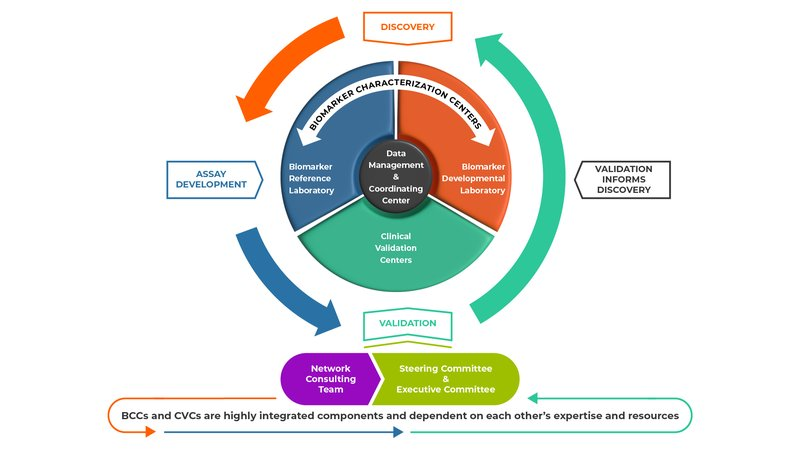 DISCOVERY
BIOMARKER CHARACTERIZATION CENTERS
Biomarker
Reference
Laboratory
Data
Management
&
Coordinating
Center
Biomarker
Developmental
Laboratory
ASSAY
DEVELOPMENT
VALIDATION
INFORMS
DISCOVERY
Clinical
Validation
Centers
VALIDATION
Network
Consulting
Team
Steering Committee
&
Executive Committee
BCCs and CVCs are highly integrated components and dependent on each other's expertise and resources